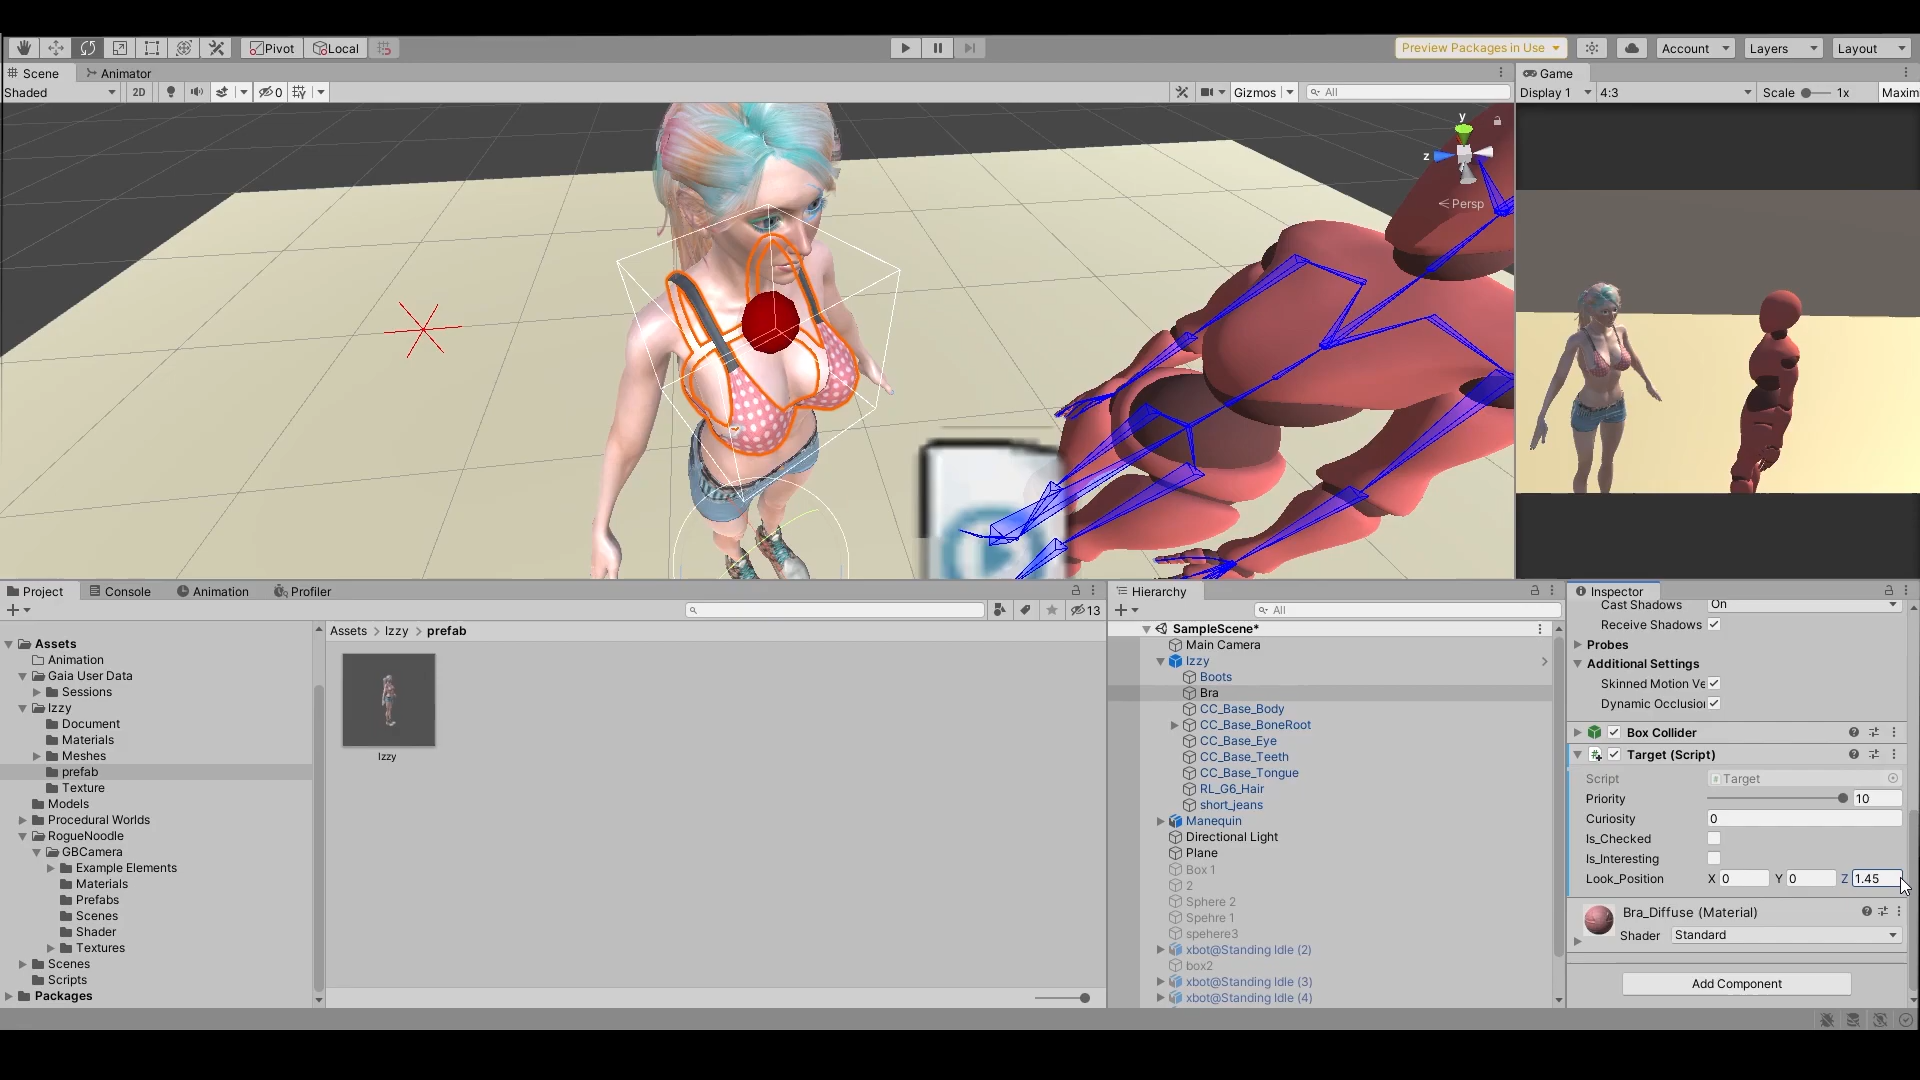 Pivot
Local
Preview Packages in Use
Account
Layers
Layout
Scene
Animator
Game
Shaded
2D
0
Gizmos
All
Display 1
4:3
Scale
1x
Maxim
y
z
Persp
Project
Console
Animation
Profiler
13
Assets
Animation
Gaia User Data
Sessions
Izzy
Document
Materials
Meshes
prefab
Texture
Models
Procedural Worlds
RogueNoodle
GBCamera
Example Elements
Materials
Prefabs
Scenes
Shader
Textures
Scenes
Scripts
Packages
Assets > Izzy > prefab
Izzy
Hierarchy
All
SampleScene*
Main Camera
Izzy
Boots
Bra
CC_Base_Body
CC_Base_BoneRoot
CC_Base_Eye
CC_Base_Teeth
CC_Base_Tongue
RL_G6_Hair
short_jeans
Manequin
Directional Light
Plane
Box 1
2
Sphere 2
Spehre 1
spehere3
xbot@Standing Idle (2)
box2
xbot@Standing Idle (3)
xbot@Standing Idle (4)
Inspector
Cast Shadows On
Receive Shadows
Probes
Additional Settings
Skinned Motion Ve
Dynamic Occlusion
Box Collider
Target (Script)
Script Target
Priority 10
Curiosity 0
Is_Checked
Is_Interesting
Look_Position X 0 Y 0 Z 1.45
Bra_Diffuse (Material)
Shader Standard
Add Component